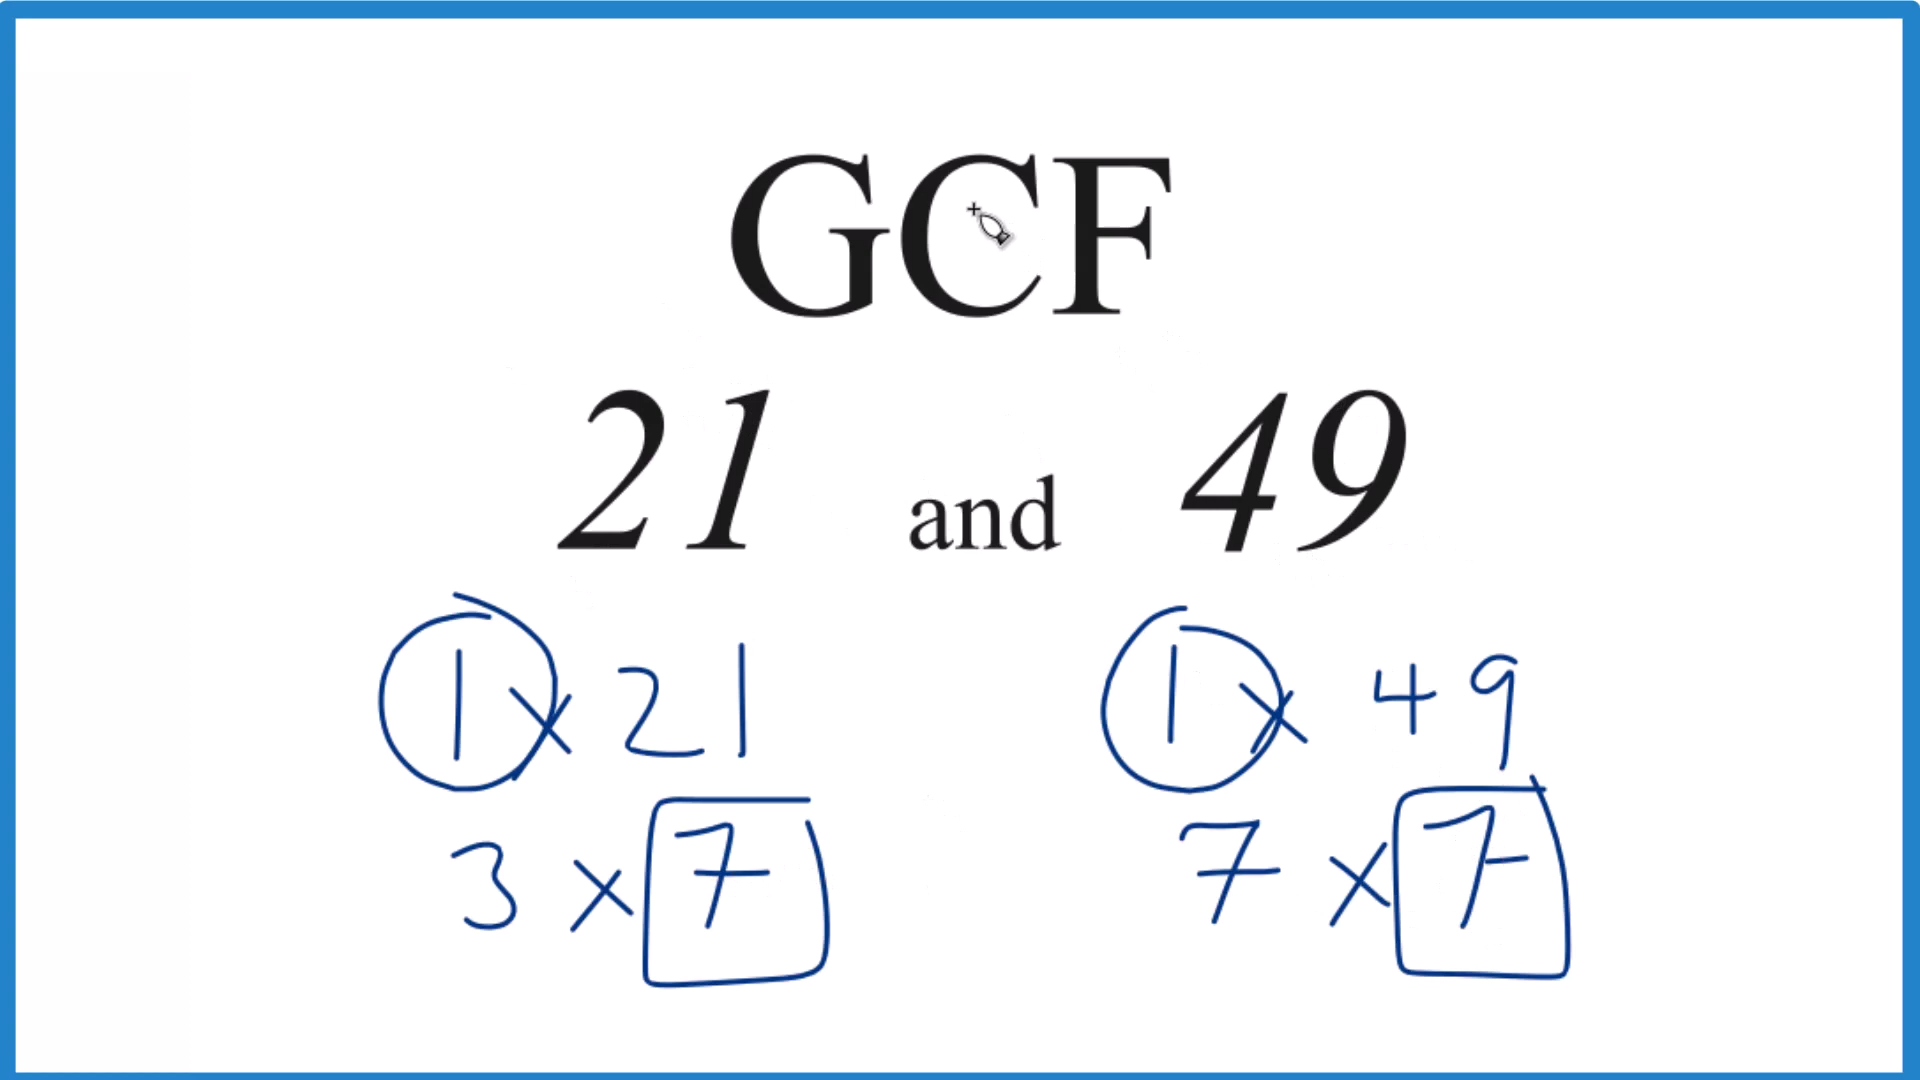 GCF
21 and 49
1 × 21
1 × 49
3 × 7
7 × 7